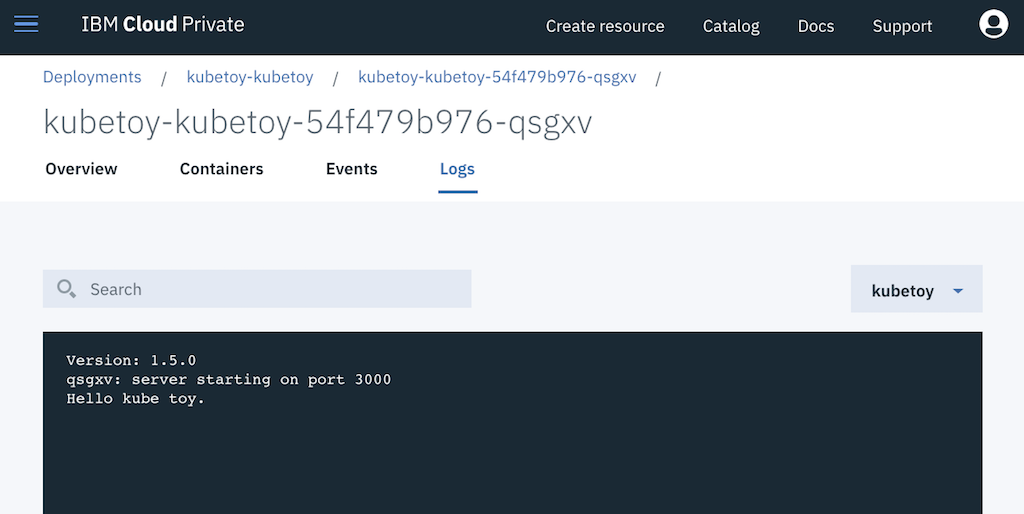 IBM Cloud Private Create resource Catalog Docs Support
Deployments / kubetoy-kubetoy / kubetoy-kubetoy-54f479b976-qsgxv /
kubetoy-kubetoy-54f479b976-qsgxv
Overview Containers Events Logs
Search kubetoy
Version: 1.5.0
qsgxv: server starting on port 3000
Hello kube toy.